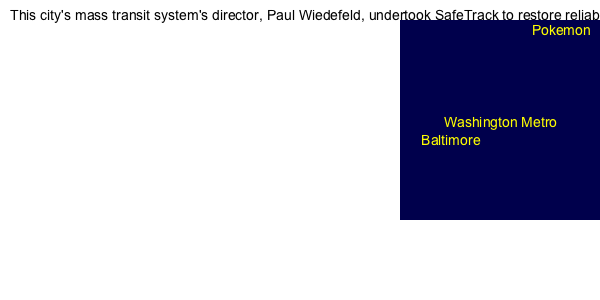 This city's mass transit system's director, Paul Wiedefeld, undertook SafeTrack to restore reliab
Pokemon
Washington Metro
Baltimore